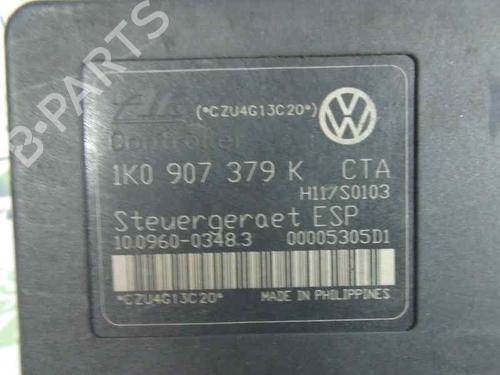 B-PARTS
Ate (*CZU4G13C20*)
Controller
1K0 907 379 K CTA
H117S0103
Steuergeraet ESP
10.0960-0348.3 00005305D1
*CZU4G13C20* MADE IN PHILIPPINES